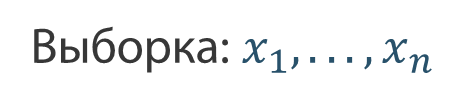 Выборка: x₁, . . . , xₙ